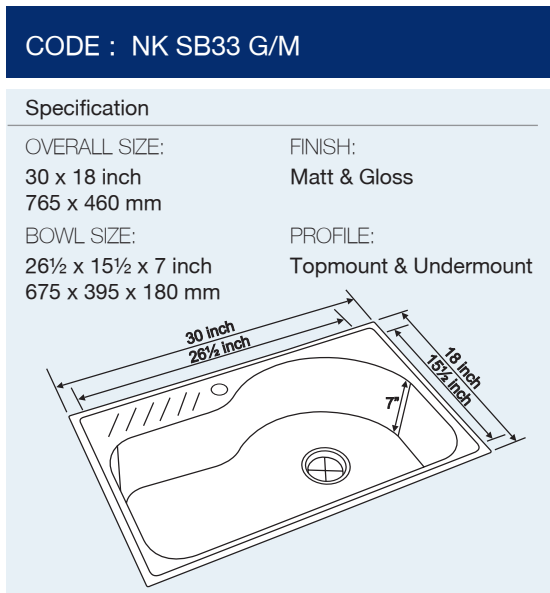 CODE : NK SB33 G/M
Specification
OVERALL SIZE:
30 x 18 inch
765 x 460 mm
FINISH:
Matt & Gloss
BOWL SIZE:
26½ x 15½ x 7 inch
675 x 395 x 180 mm
PROFILE:
Topmount & Undermount
30 inch
26½ inch
18 inch
15½ inch
7"